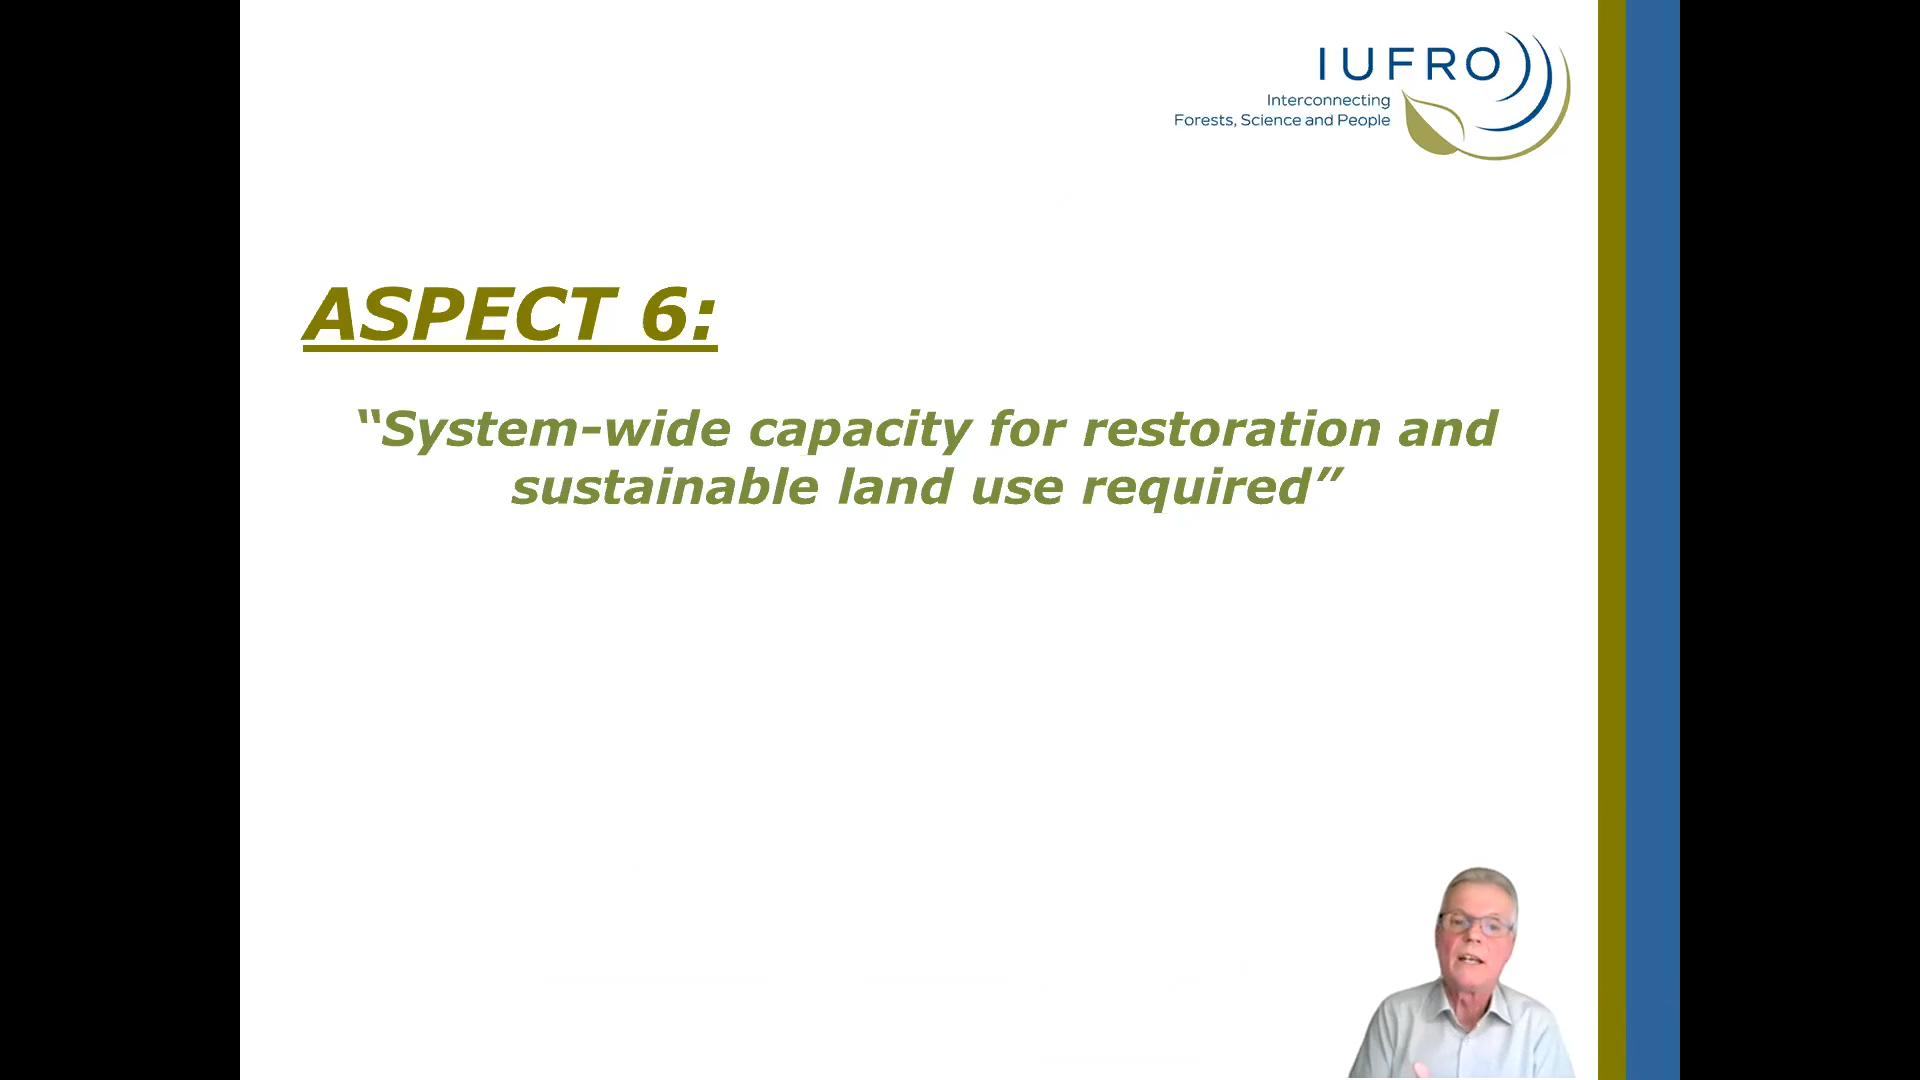 IUFRO
Interconnecting
Forests, Science and People
ASPECT 6:
“System-wide capacity for restoration and
sustainable land use required”